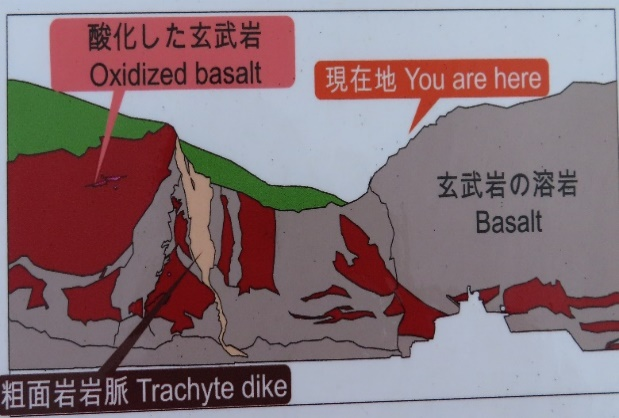 酸化した玄武岩
Oxidized basalt
現在地 You are here
玄武岩の溶岩
Basalt
粗面岩岩脈 Trachyte dike